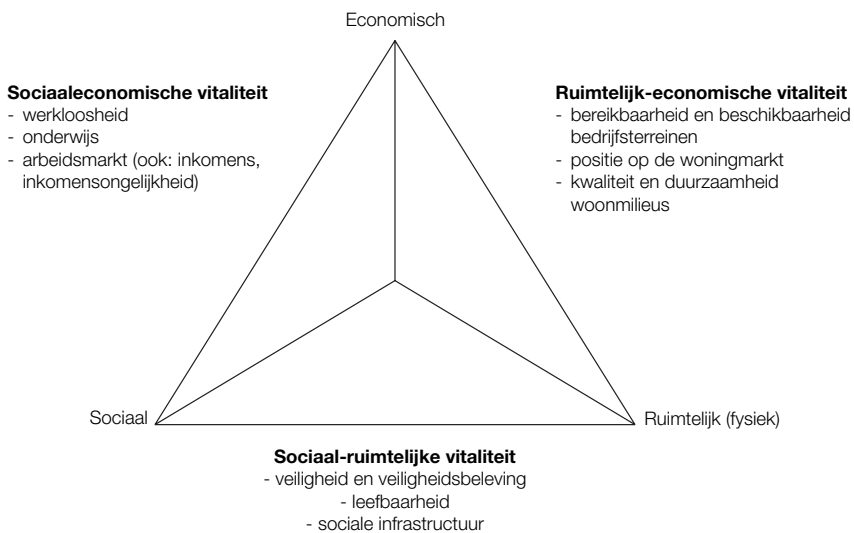 Economisch
Sociaaleconomische vitaliteit
- werkloosheid
- onderwijs
- arbeidsmarkt (ook: inkomens,
inkomensongelijkheid)
Ruimtelijk-economische vitaliteit
- bereikbaarheid en beschikbaarheid
bedrijfsterreinen
- positie op de woningmarkt
- kwaliteit en duurzaamheid
woonmilieus
Sociaal
Ruimtelijk (fysiek)
Sociaal-ruimtelijke vitaliteit
- veiligheid en veiligheidsbeleving
- leefbaarheid
- sociale infrastructuur